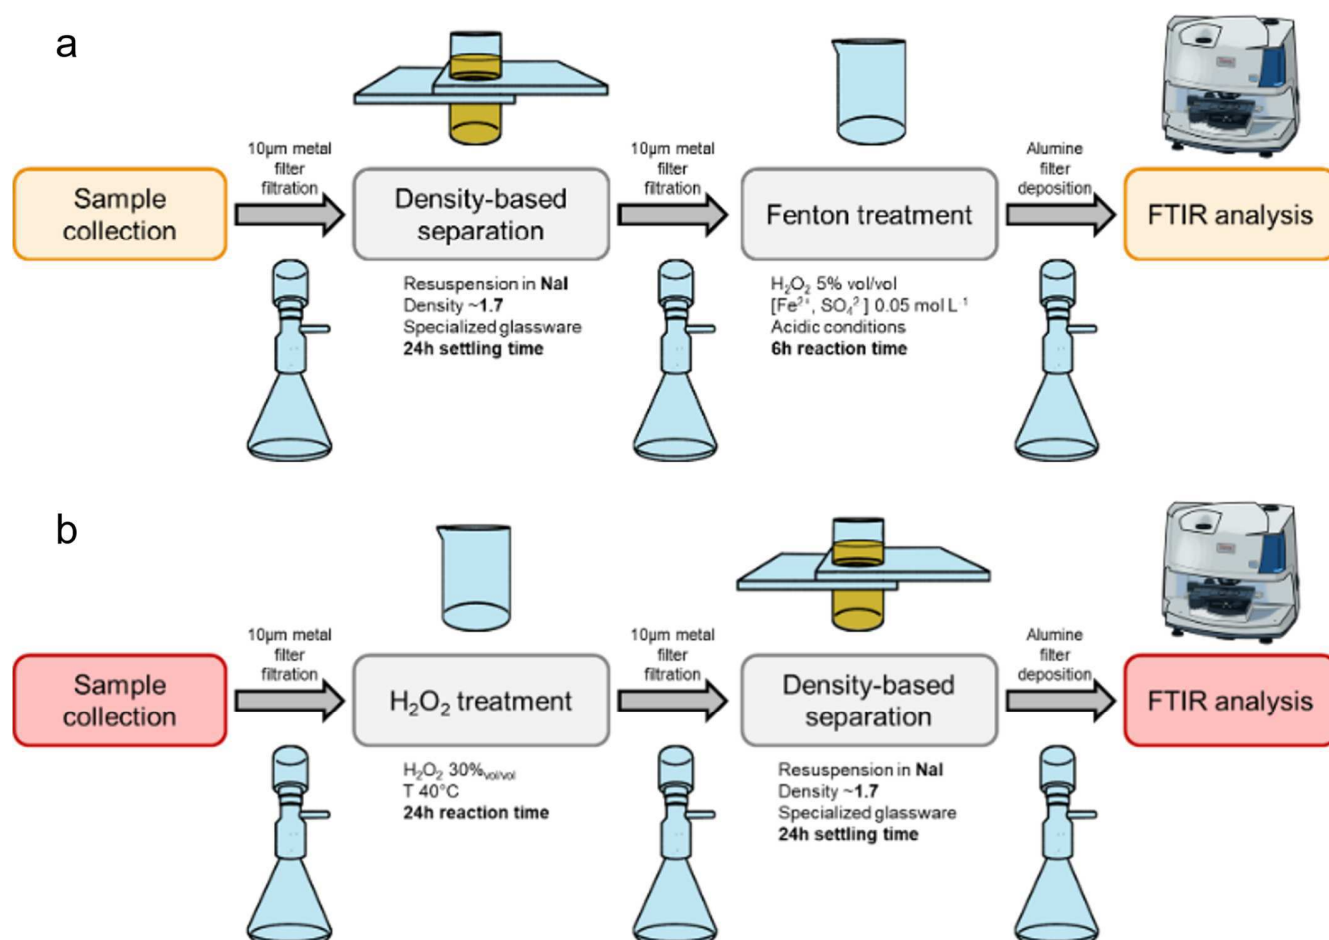 a
10µm metal
filter
filtration
10µm metal
filter
filtration
Alumine
filter
deposition
Sample
collection
Density-based
separation
Fenton treatment
FTIR analysis
Resuspension in NaI
Density ~1.7
Specialized glassware
24h settling time
H₂O₂ 5% vol/vol
[Fe²⁺, SO₄²⁻] 0.05 mol L⁻¹
Acidic conditions
6h reaction time
b
10µm metal
filter
filtration
10µm metal
filter
filtration
Alumine
filter
deposition
Sample
collection
H₂O₂ treatment
Density-based
separation
FTIR analysis
H₂O₂ 30%vol/vol
T 40°C
24h reaction time
Resuspension in NaI
Density ~1.7
Specialized glassware
24h settling time